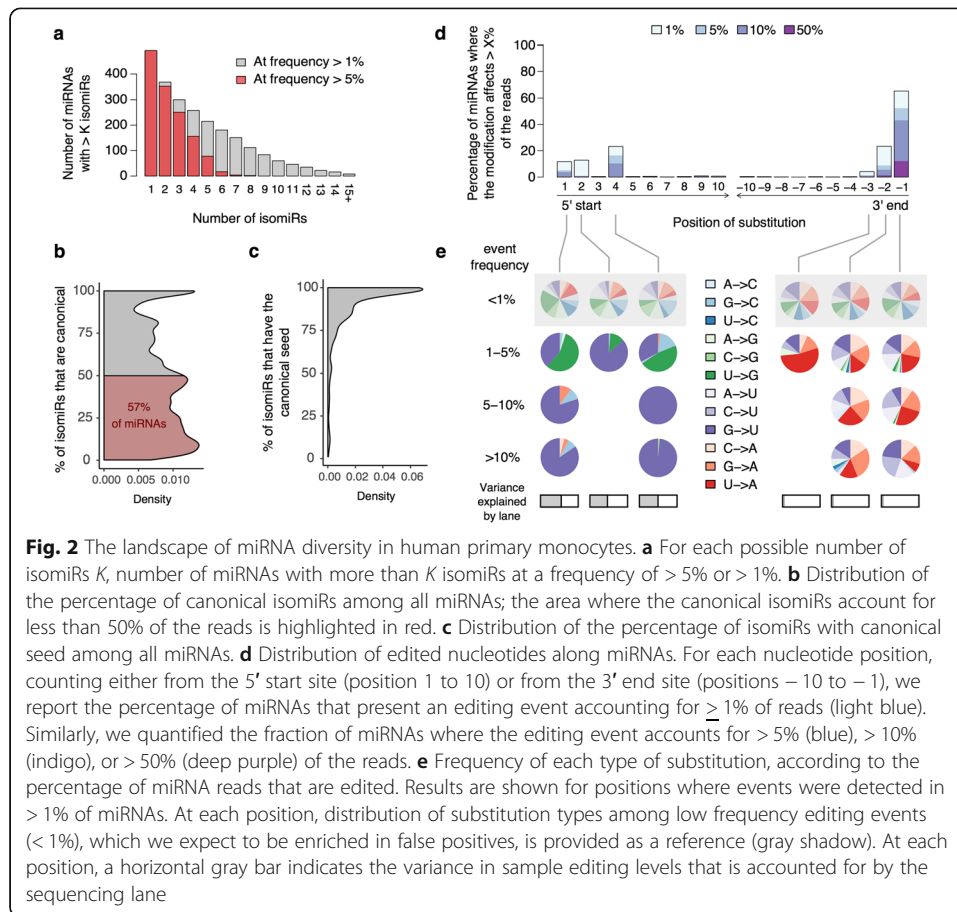 a
Number of miRNAs
with > K isomiRs
400
300
200
100
0
At frequency > 1%
At frequency > 5%
1 2 3 4 5 6 7 8 9 10 11 12 13 14 15+
Number of isomiRs
d
Percentage of miRNAs where
the modification affects > X%
of the reads
1% 5% 10% 50%
100
80
60
40
20
0
1 2 3 4 5 6 7 8 9 10 −10 −9 −8 −7 −6 −5 −4 −3 −2 −1
5' start 3' end
Position of substitution
b
% of isomiRs that are canonical
100
75
50
25
0
57%
of miRNAs
0.000 0.005 0.010
Density
c
% of isomiRs that have the
canonical seed
100
75
50
25
0
0.00 0.02 0.04 0.06
Density
e
event
frequency
<1%
1–5%
5–10%
>10%
Variance
explained
by lane
A−>C
G−>C
U−>C
A−>G
C−>G
U−>G
A−>U
C−>U
G−>U
C−>A
G−>A
U−>A
Fig. 2 The landscape of miRNA diversity in human primary monocytes. a For each possible number of
isomiRs K, number of miRNAs with more than K isomiRs at a frequency of > 5% or > 1%. b Distribution of
the percentage of canonical isomiRs among all miRNAs; the area where the canonical isomiRs account for
less than 50% of the reads is highlighted in red. c Distribution of the percentage of isomiRs with canonical
seed among all miRNAs. d Distribution of edited nucleotides along miRNAs. For each nucleotide position,
counting either from the 5′ start site (position 1 to 10) or from the 3′ end site (positions − 10 to − 1), we
report the percentage of miRNAs that present an editing event accounting for > 1% of reads (light blue).
Similarly, we quantified the fraction of miRNAs where the editing event accounts for > 5% (blue), > 10%
(indigo), or > 50% (deep purple) of the reads. e Frequency of each type of substitution, according to the
percentage of miRNA reads that are edited. Results are shown for positions where events were detected in
> 1% of miRNAs. At each position, distribution of substitution types among low frequency editing events
(< 1%), which we expect to be enriched in false positives, is provided as a reference (gray shadow). At each
position, a horizontal gray bar indicates the variance in sample editing levels that is accounted for by the
sequencing lane